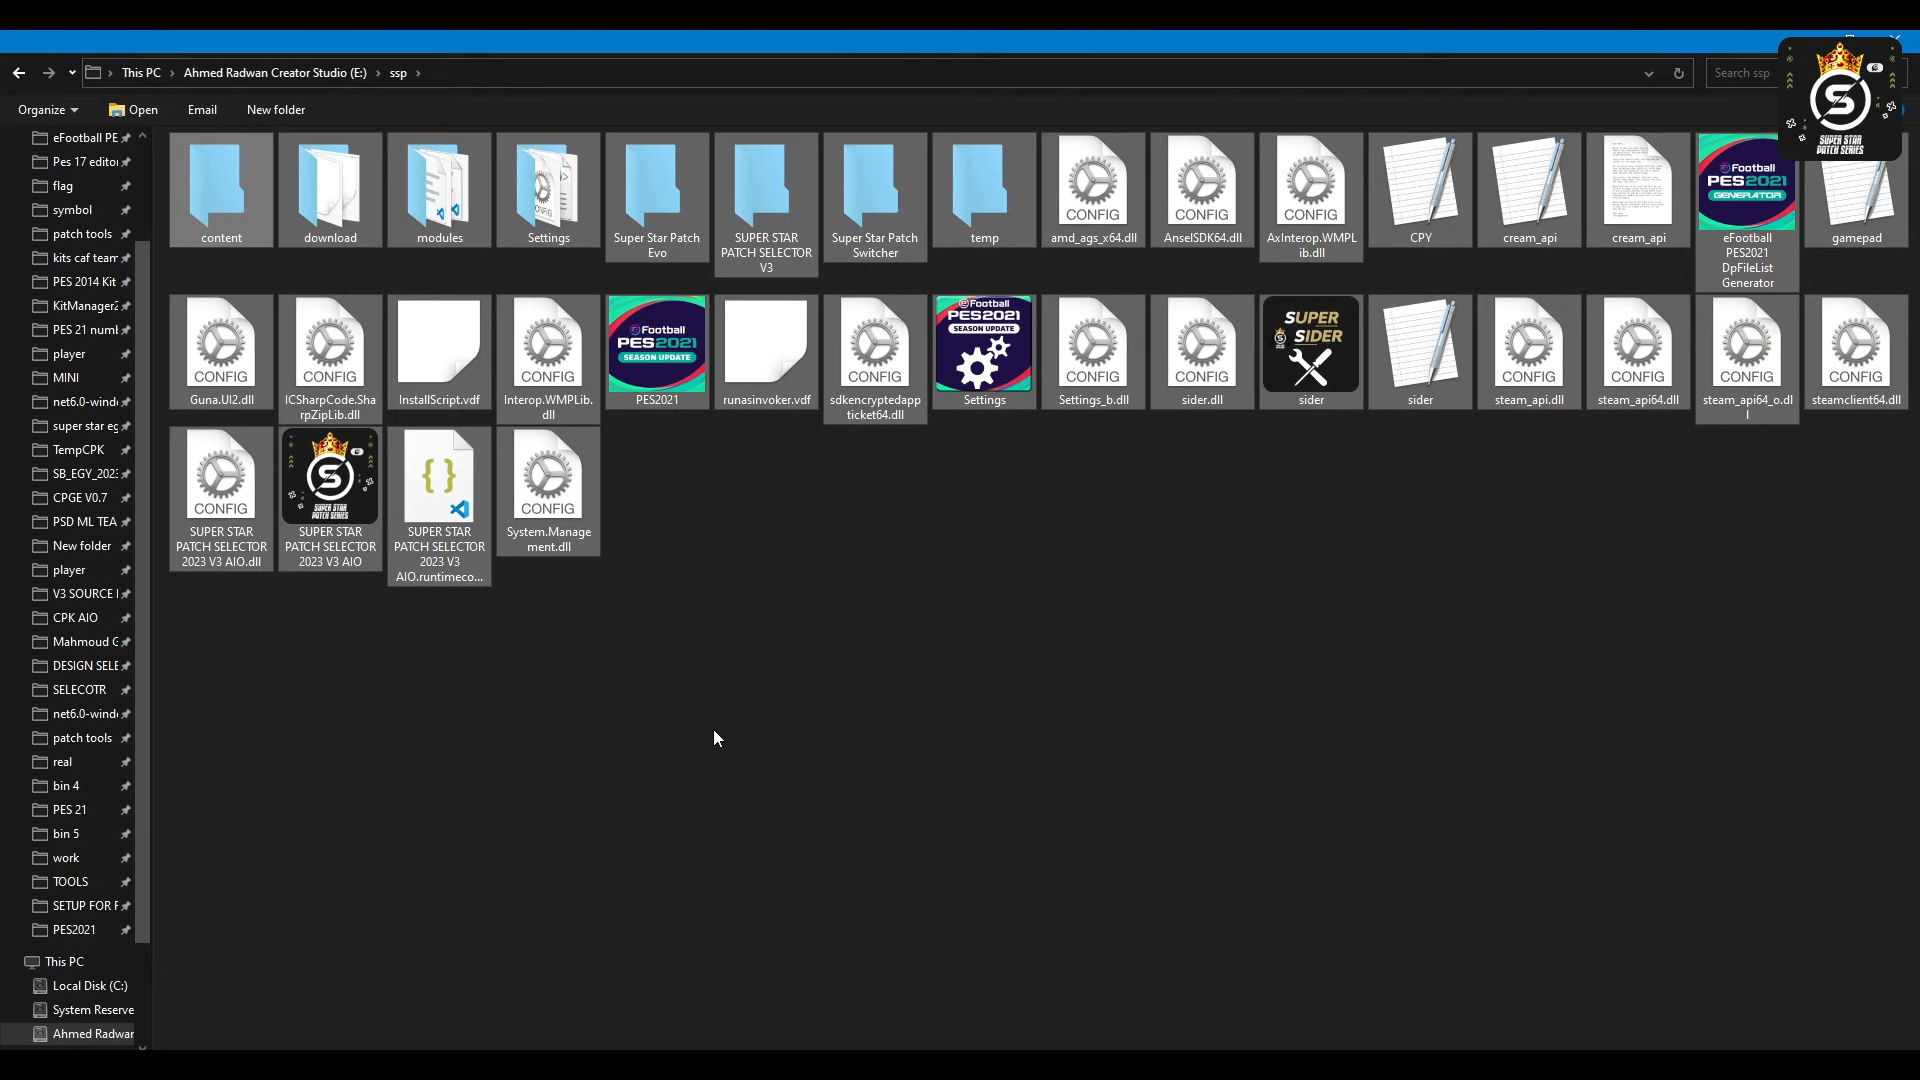 This PC > Ahmed Radwan Creator Studio (E:) > ssp >
Search ssp
Organize
Open
Email
New folder
SUPER STAR
PATCH SERIES
eFootball PE
Pes 17 edito
flag
symbol
patch tools
kits caf team
PES 2014 Kit
KitManager2
PES 21 numb
player
MINI
net6.0-wind
super star eg
TempCPK
SB_EGY_2023
CPGE V0.7
PSD ML TEA
New folder
player
V3 SOURCE
CPK AIO
Mahmoud G
DESIGN SELE
SELECOTR
net6.0-wind
patch tools
real
bin 4
PES 21
bin 5
work
TOOLS
SETUP FOR F
PES2021
This PC
Local Disk (C:)
System Reserve
Ahmed Radwan
content
download
modules
CONFIG
Settings
Super Star Patch
Evo
SUPER STAR
PATCH SELECTOR
V3
Super Star Patch
Switcher
temp
CONFIG
amd_ags_x64.dll
CONFIG
AnselSDK64.dll
CONFIG
AxInterop.WMPL
ib.dll
CPY
cream_api
cream_api
eFootball
PES2021
GENERATOR
eFootball
PES2021
DpFileList
Generator
gamepad
CONFIG
Guna.UI2.dll
CONFIG
ICSharpCode.Sha
rpZipLib.dll
InstallScript.vdf
CONFIG
Interop.WMPLib.
dll
eFootball
PES2021
SEASON UPDATE
PES2021
runasinvoker.vdf
CONFIG
sdkencryptedapp
ticket64.dll
eFootball
PES2021
SEASON UPDATE
Settings
CONFIG
Settings_b.dll
CONFIG
sider.dll
SUPER
SIDER
sider
sider
CONFIG
steam_api.dll
CONFIG
steam_api64.dll
CONFIG
steam_api64_o.dl
l
CONFIG
steamclient64.dll
CONFIG
SUPER STAR
PATCH SELECTOR
2023 V3 AIO.dll
SUPER STAR
PATCH SERIES
SUPER STAR
PATCH SELECTOR
2023 V3 AIO
SUPER STAR
PATCH SELECTOR
2023 V3
AIO.runtimeco...
CONFIG
System.Manage
ment.dll